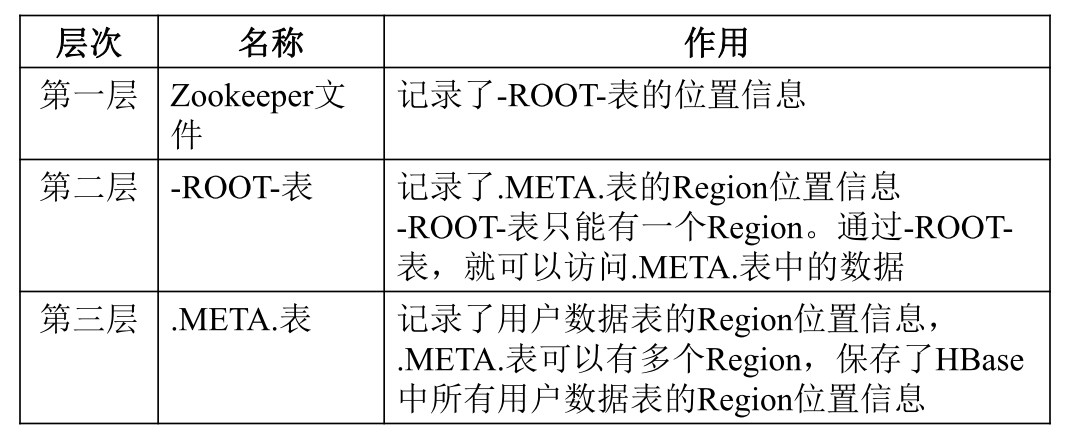 层次 名称 作用
第一层 Zookeeper文件 记录了-ROOT-表的位置信息
第二层 -ROOT-表 记录了.META.表的Region位置信息
-ROOT-表只能有一个Region。通过-ROOT-
表，就可以访问.META.表中的数据
第三层 .META.表 记录了用户数据表的Region位置信息，
.META.表可以有多个Region，保存了HBase
中所有用户数据表的Region位置信息